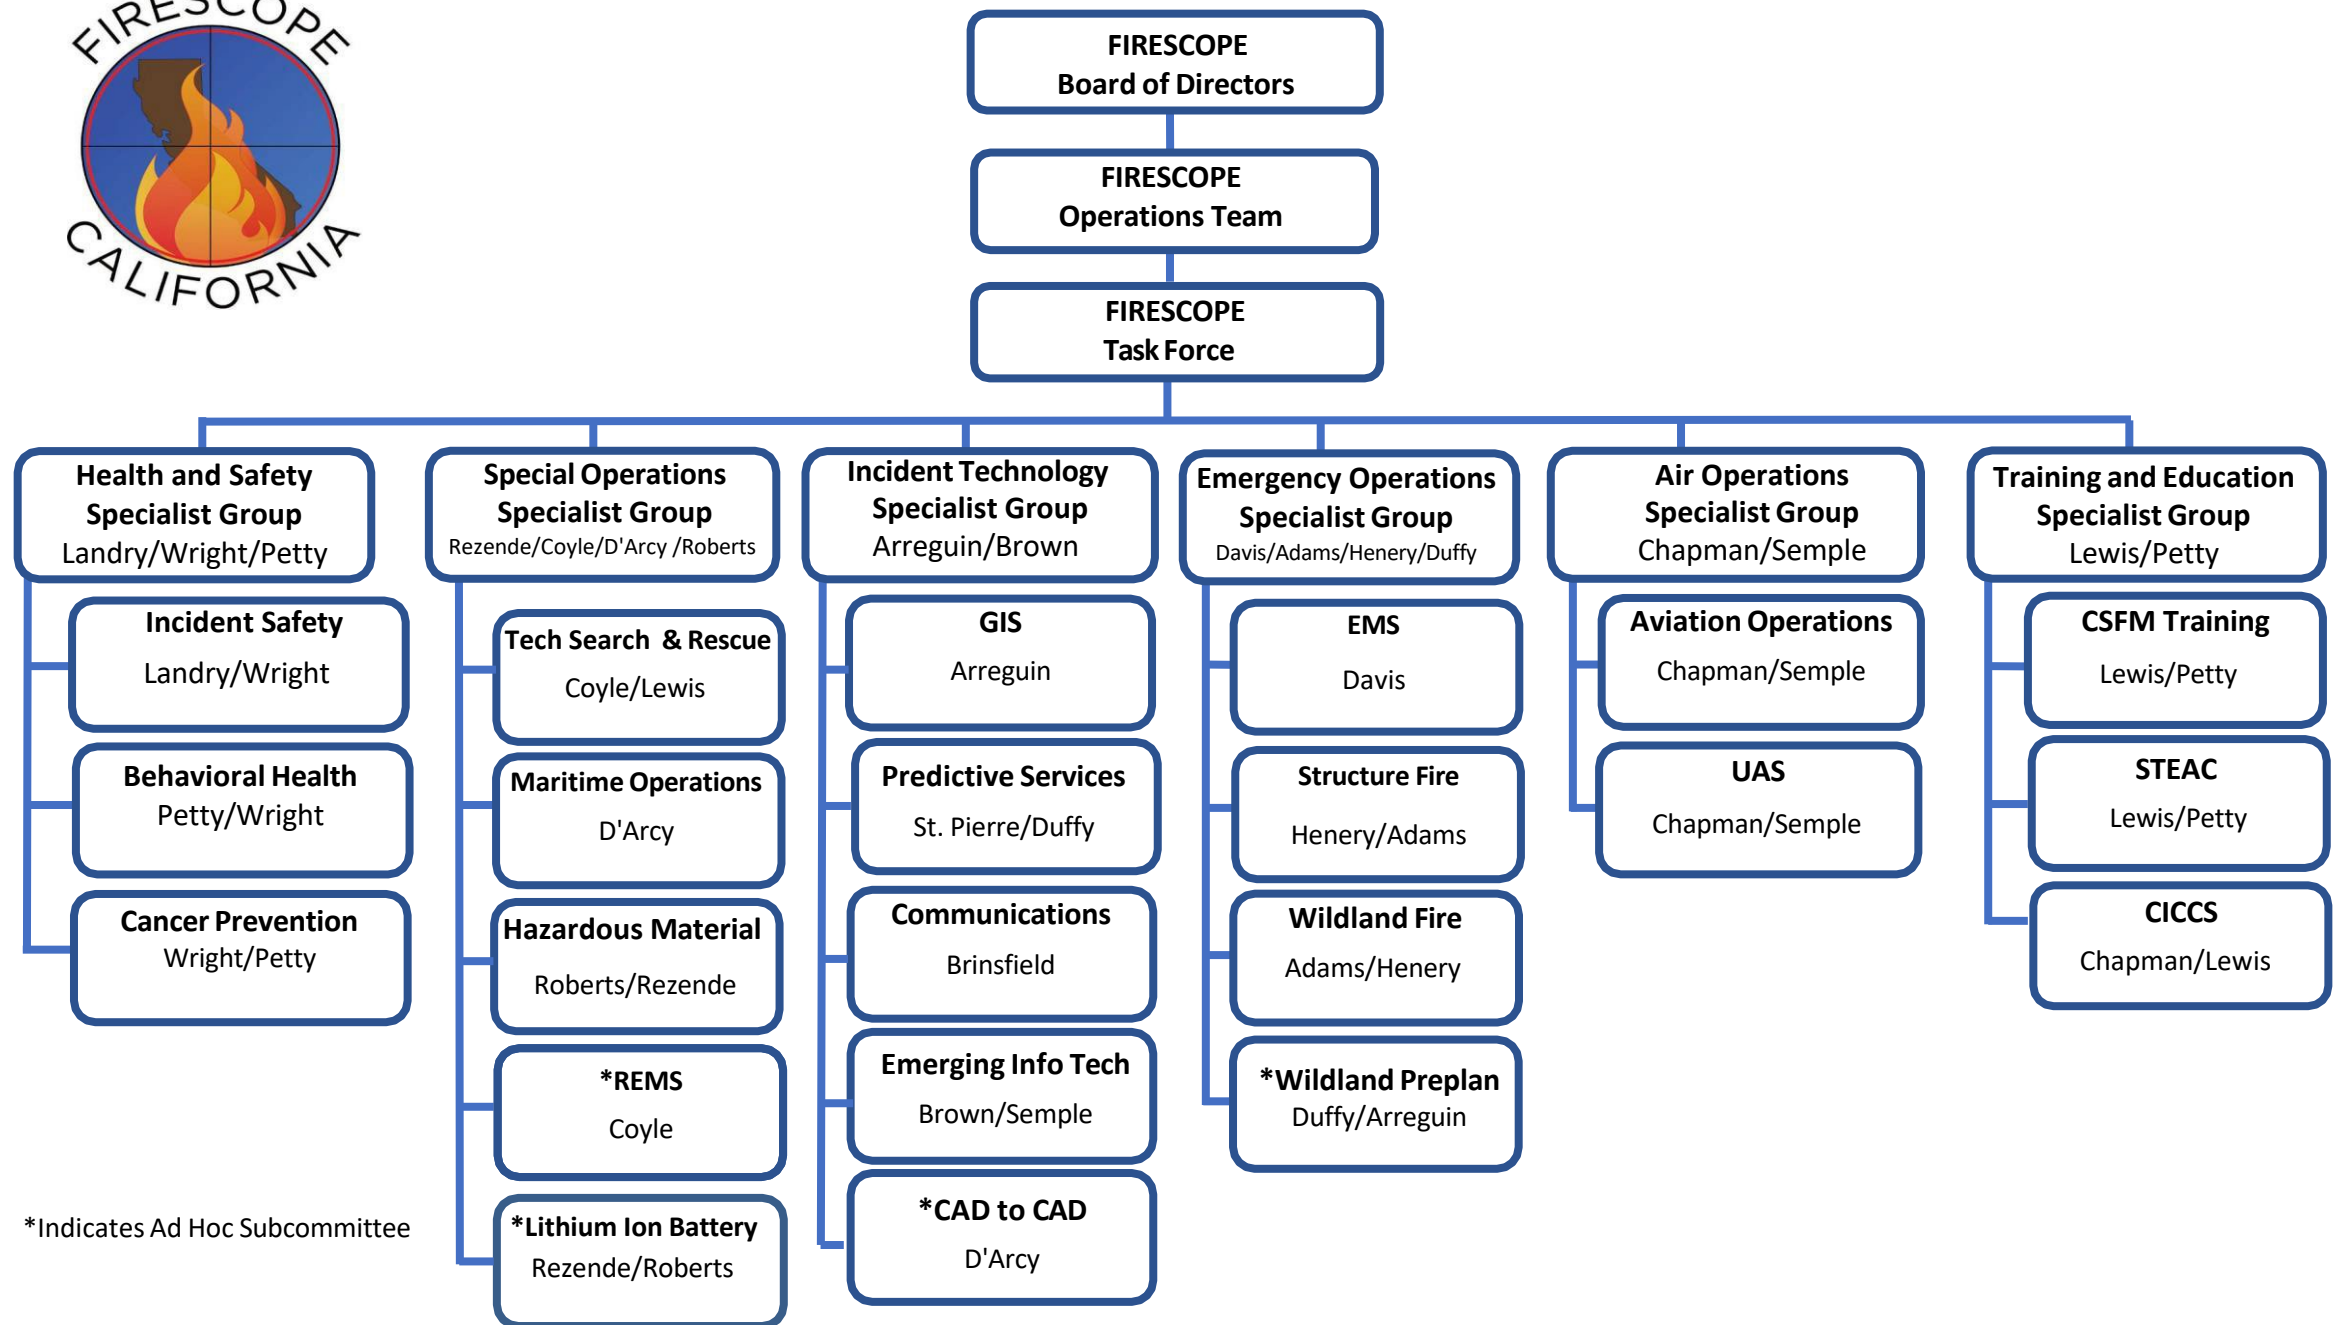 FIRESCOPE
CALIFORNIA
FIRESCOPE
Board of Directors
FIRESCOPE
Operations Team
FIRESCOPE
Task Force
Health and Safety
Specialist Group
Landry/Wright/Petty
Incident Safety
Landry/Wright
Behavioral Health
Petty/Wright
Cancer Prevention
Wright/Petty
Special Operations
Specialist Group
Rezende/Coyle/D'Arcy /Roberts
Tech Search & Rescue
Coyle/Lewis
Maritime Operations
D'Arcy
Hazardous Material
Roberts/Rezende
*REMS
Coyle
*Lithium Ion Battery
Rezende/Roberts
Incident Technology
Specialist Group
Arreguin/Brown
GIS
Arreguin
Predictive Services
St. Pierre/Duffy
Communications
Brinsfield
Emerging Info Tech
Brown/Semple
*CAD to CAD
D'Arcy
Emergency Operations
Specialist Group
Davis/Adams/Henery/Duffy
EMS
Davis
Structure Fire
Henery/Adams
Wildland Fire
Adams/Henery
*Wildland Preplan
Duffy/Arreguin
Air Operations
Specialist Group
Chapman/Semple
Aviation Operations
Chapman/Semple
UAS
Chapman/Semple
Training and Education
Specialist Group
Lewis/Petty
CSFM Training
Lewis/Petty
STEAC
Lewis/Petty
CICCS
Chapman/Lewis
*Indicates Ad Hoc Subcommittee